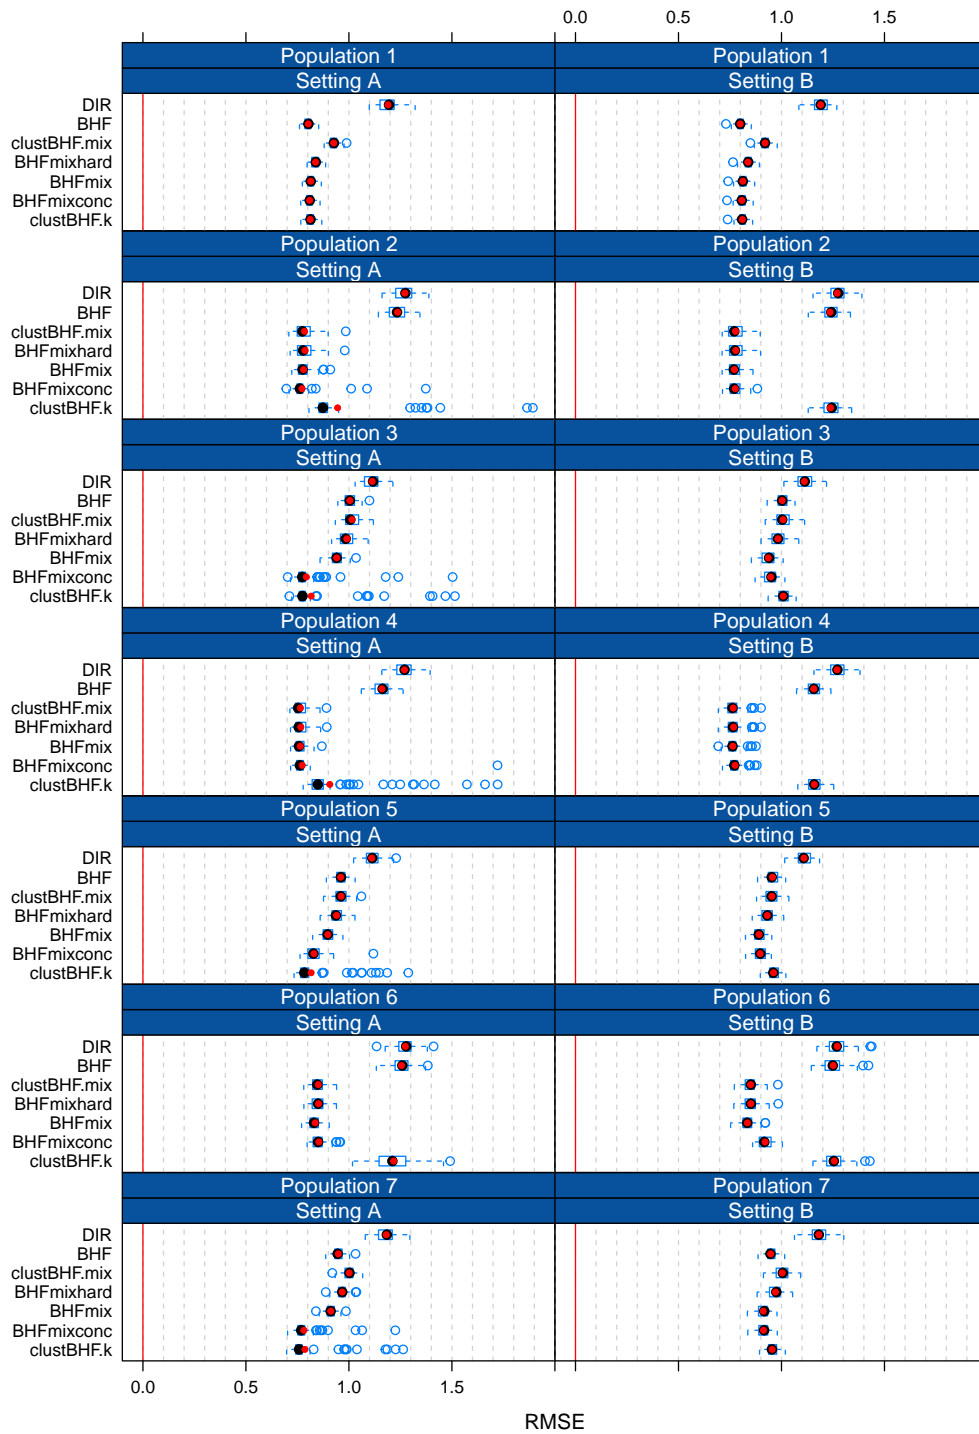 0.0 0.5 1.0 1.5
Population 1 Population 1
Setting A Setting B
DIR
BHF
clustBHF.mix
BHFmixhard
BHFmix
BHFmixconc
clustBHF.k
Population 2 Population 2
Setting A Setting B
DIR
BHF
clustBHF.mix
BHFmixhard
BHFmix
BHFmixconc
clustBHF.k
Population 3 Population 3
Setting A Setting B
DIR
BHF
clustBHF.mix
BHFmixhard
BHFmix
BHFmixconc
clustBHF.k
Population 4 Population 4
Setting A Setting B
DIR
BHF
clustBHF.mix
BHFmixhard
BHFmix
BHFmixconc
clustBHF.k
Population 5 Population 5
Setting A Setting B
DIR
BHF
clustBHF.mix
BHFmixhard
BHFmix
BHFmixconc
clustBHF.k
Population 6 Population 6
Setting A Setting B
DIR
BHF
clustBHF.mix
BHFmixhard
BHFmix
BHFmixconc
clustBHF.k
Population 7 Population 7
Setting A Setting B
DIR
BHF
clustBHF.mix
BHFmixhard
BHFmix
BHFmixconc
clustBHF.k
0.0 0.5 1.0 1.5
RMSE